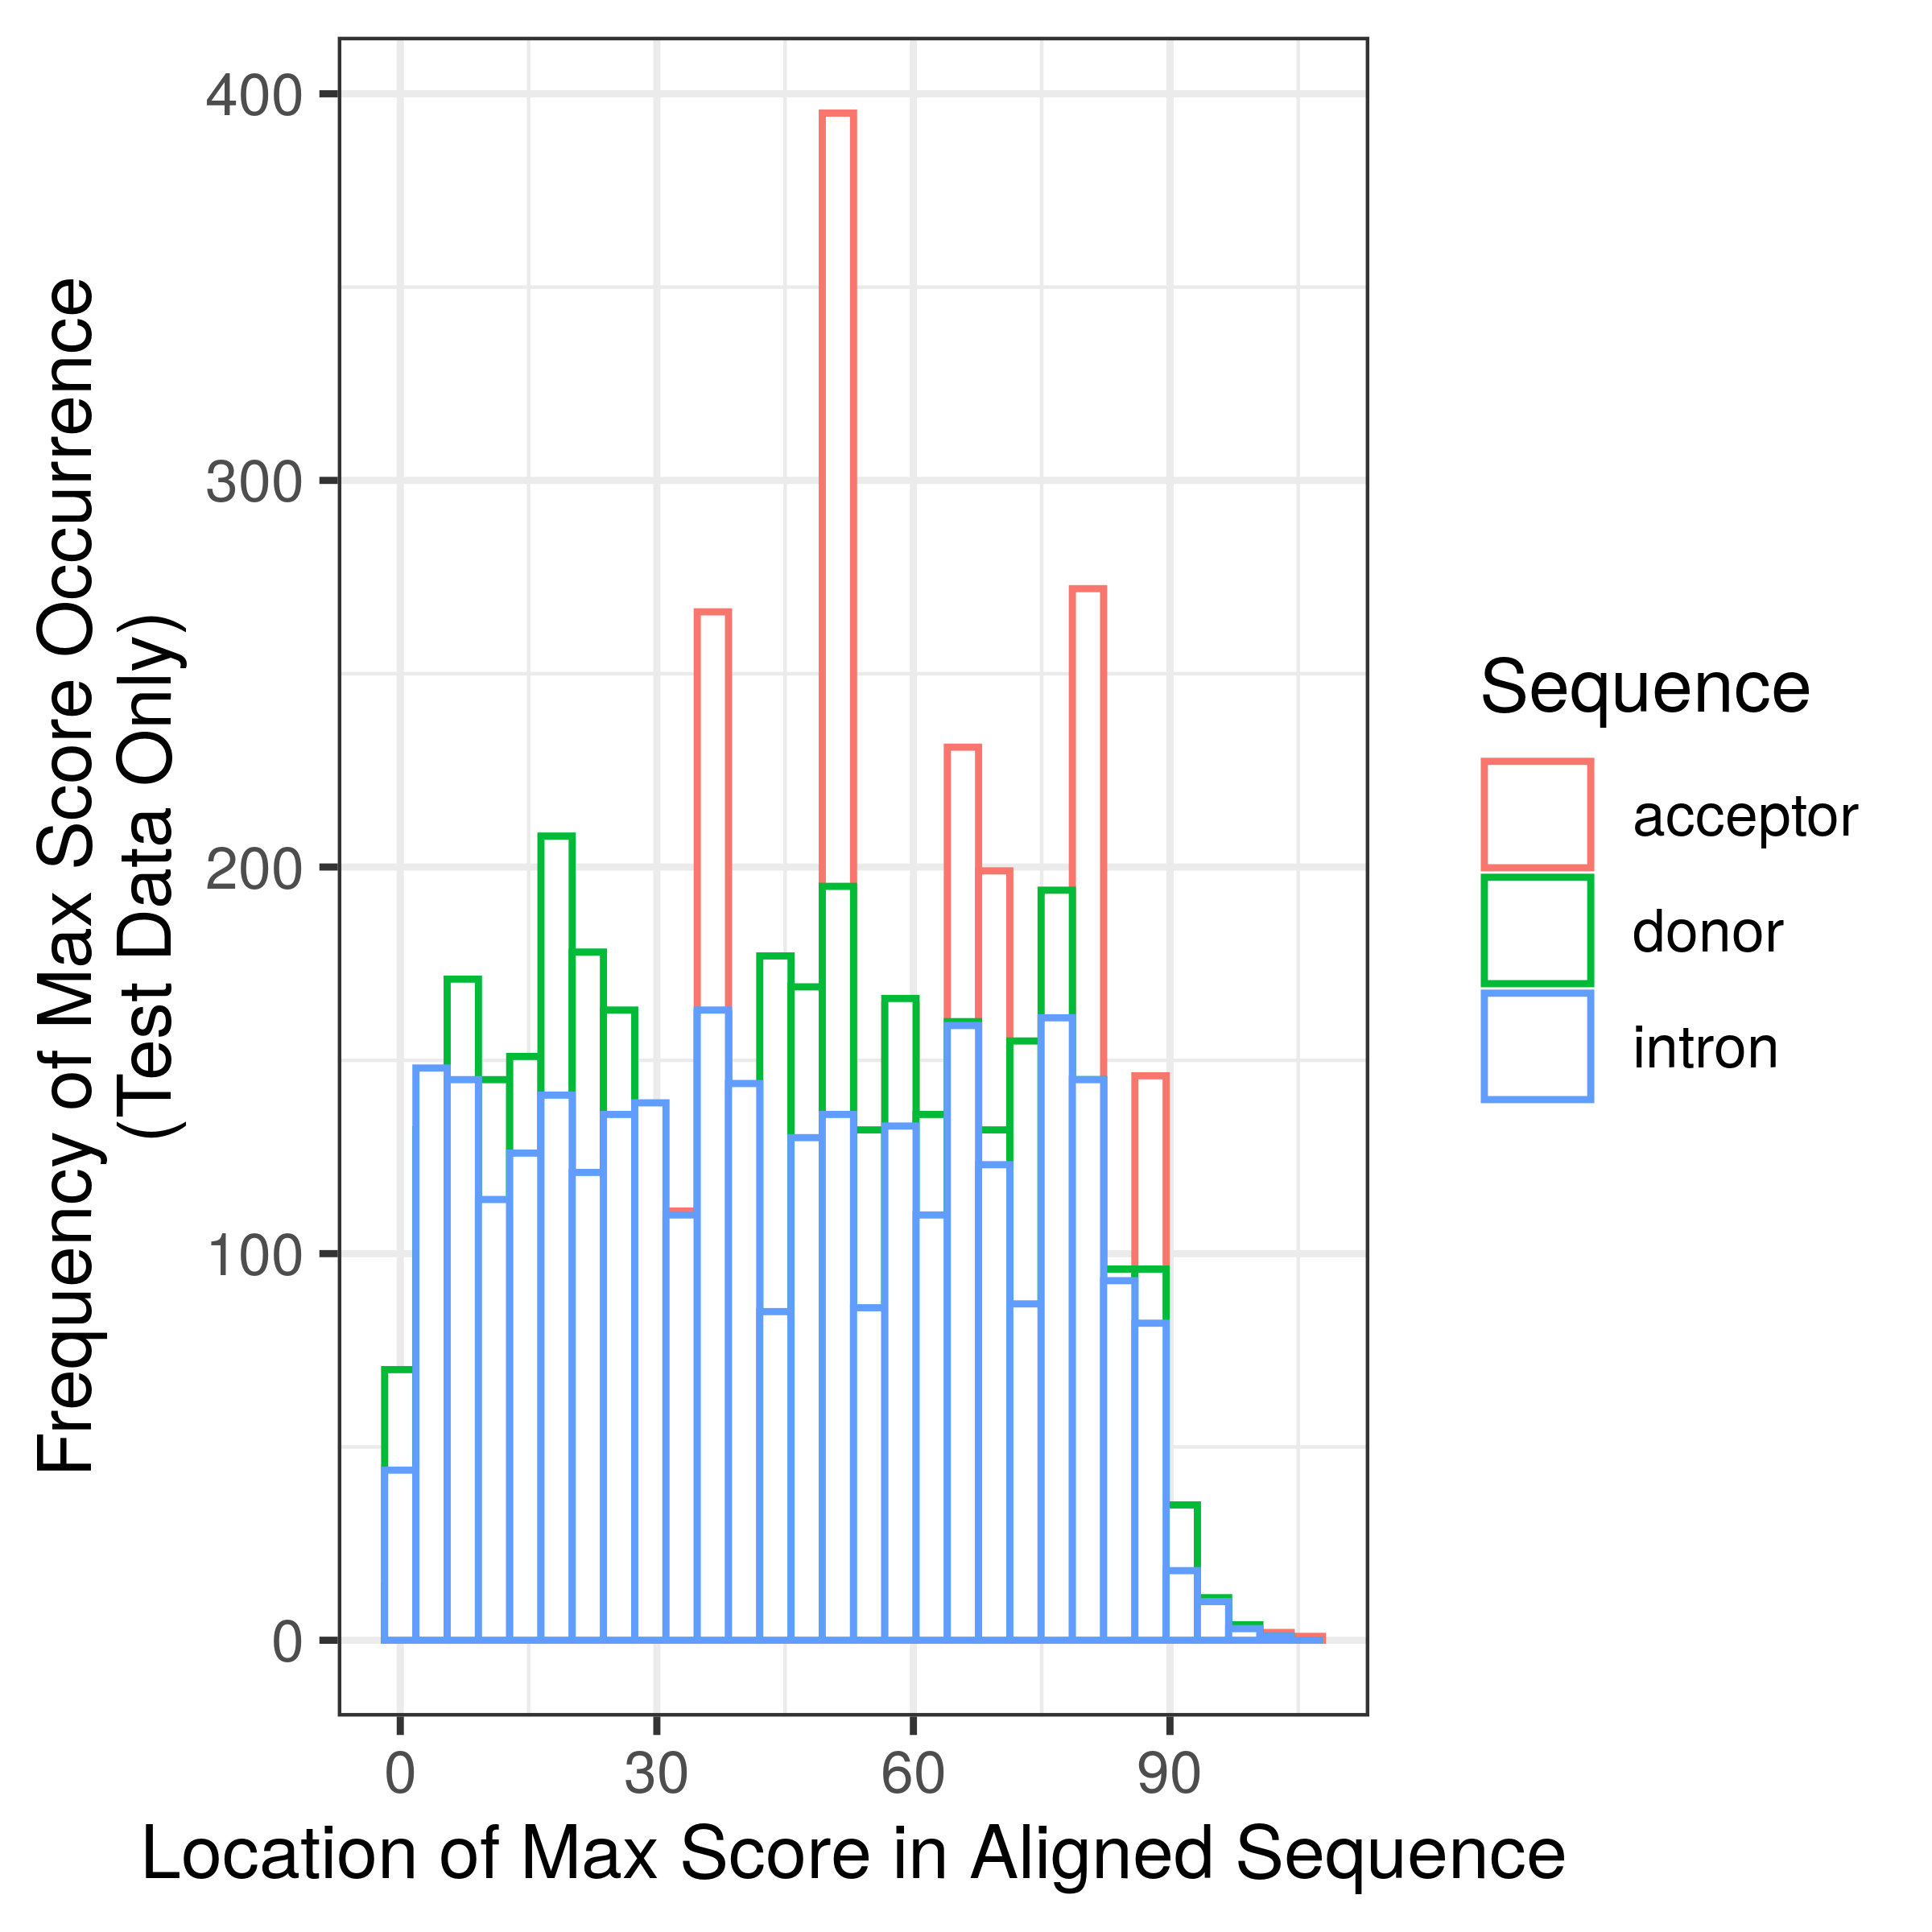 Frequency of Max Score Occurrence
(Test Data Only)
400
300
200
100
0
0 30 60 90
Location of Max Score in Aligned Sequence
Sequence
acceptor
donor
intron